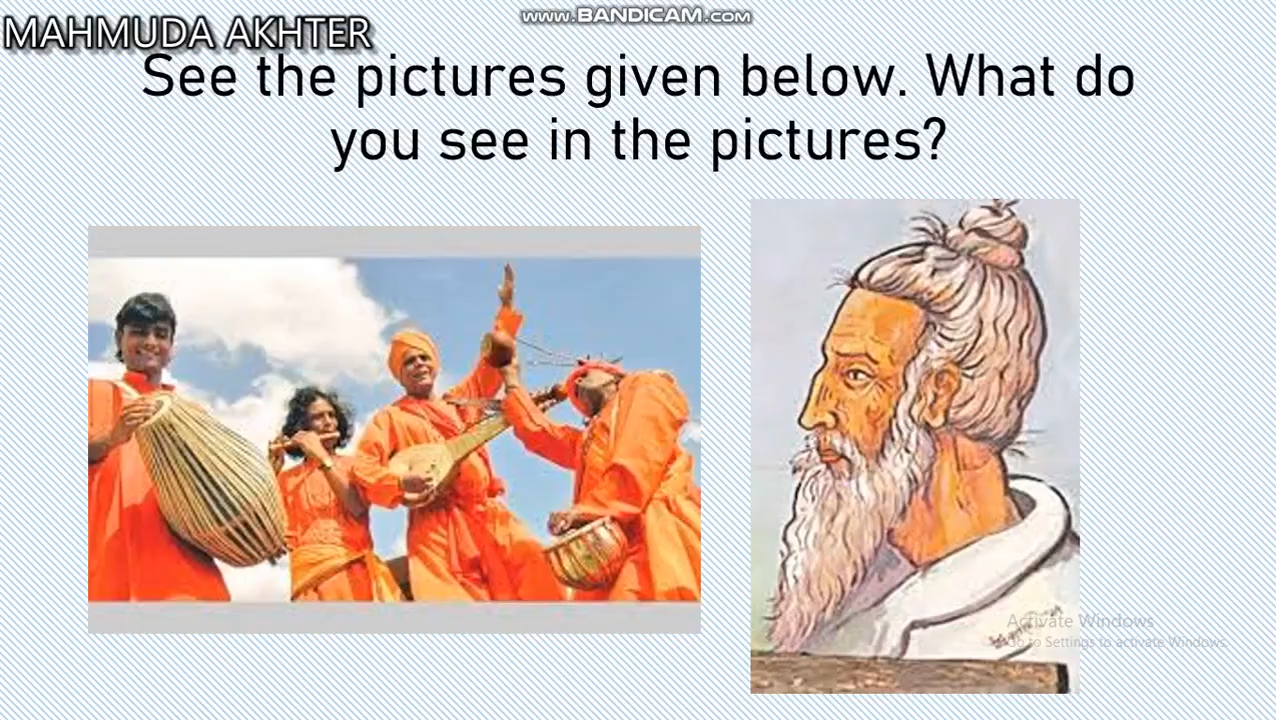 www.BANDICAM.com
MAHMUDA AKHTER
See the pictures given below. What do
you see in the pictures?
Activate Windows
Go to Settings to activate Windows.